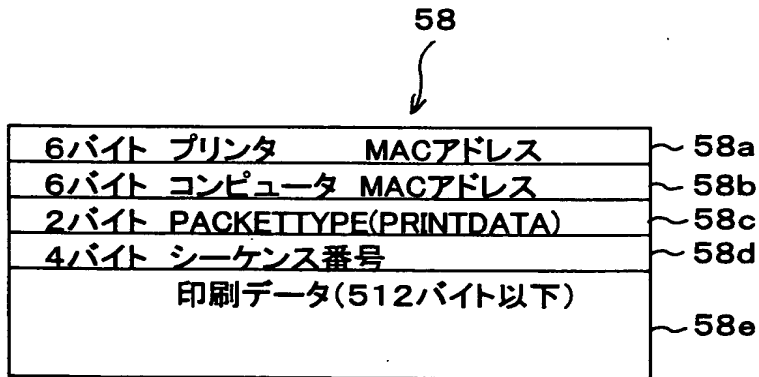 58
6バイト プリンタ MACアドレス 58a
6バイト コンピュータ MACアドレス 58b
2バイト PACKETTYPE(PRINTDATA) 58c
4バイト シーケンス番号 58d
印刷データ(512バイト以下)
58e